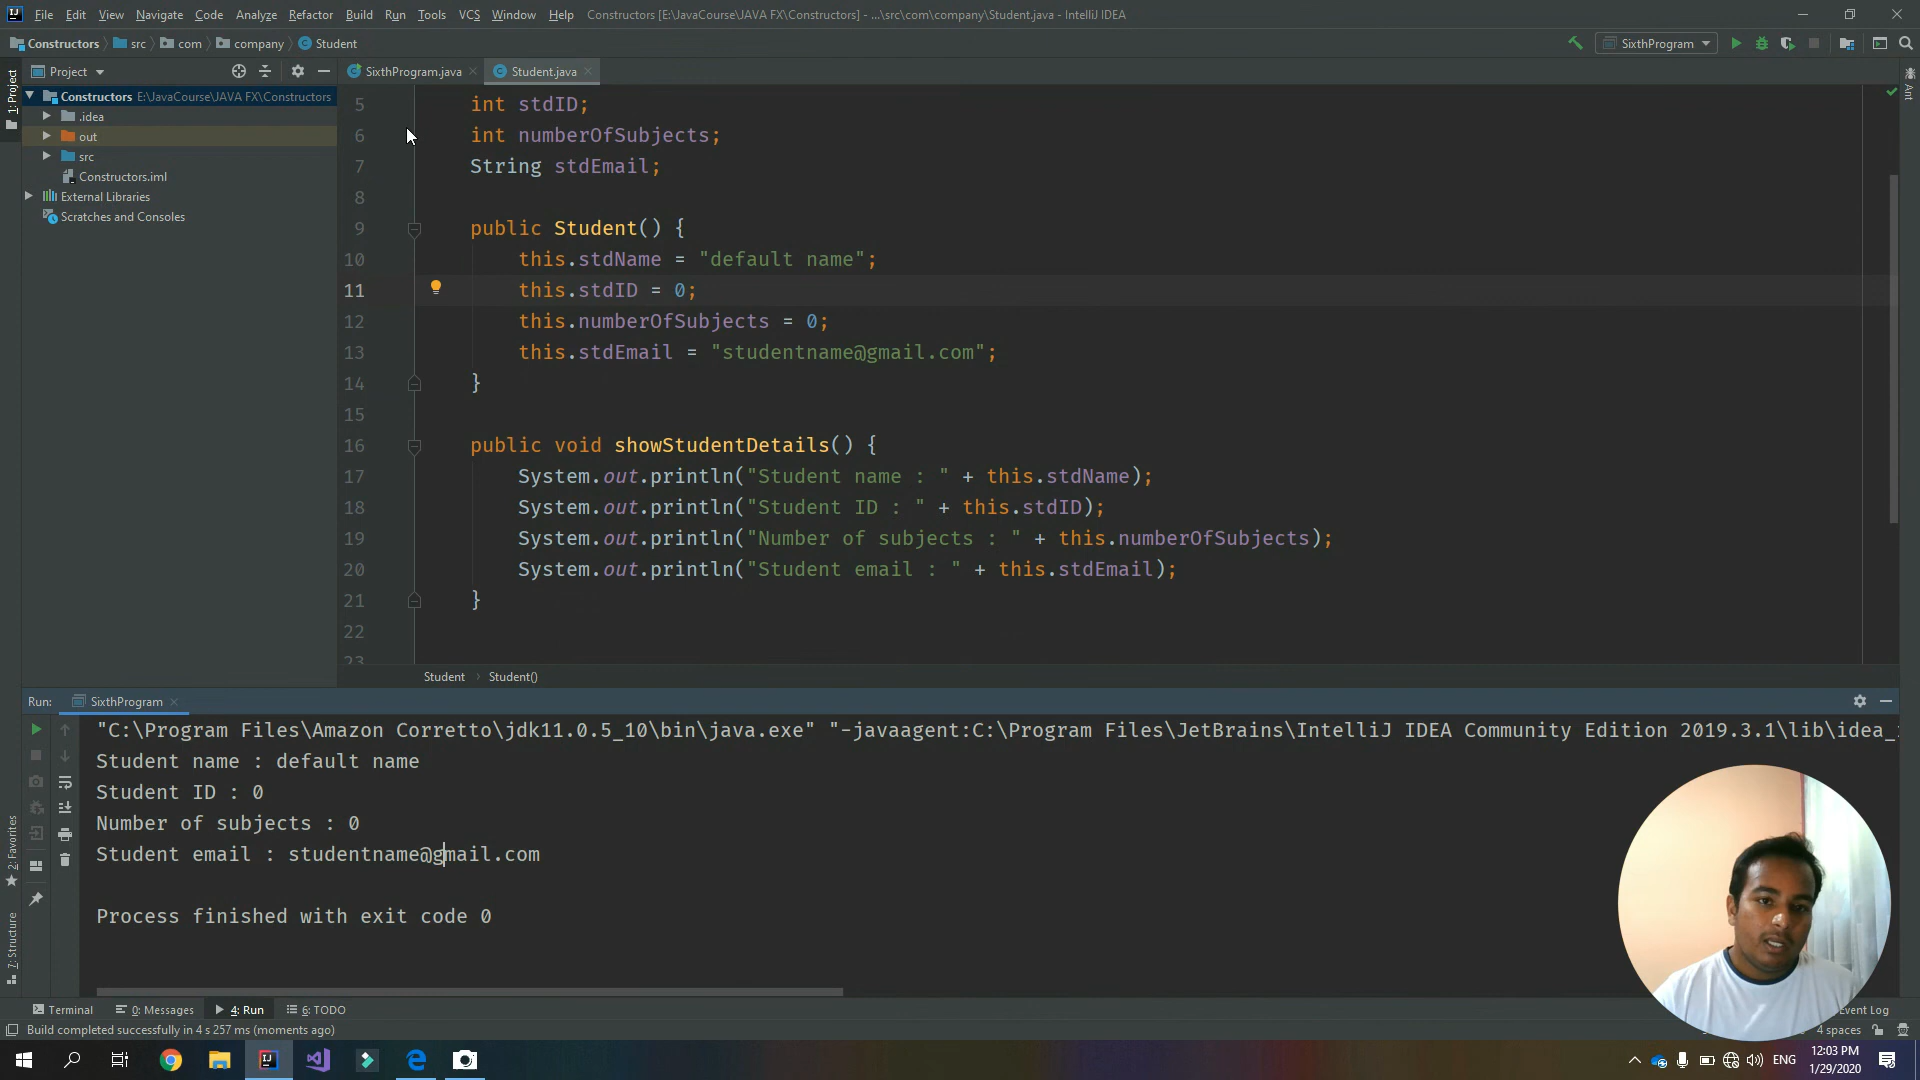 File Edit View Navigate Code Analyze Refactor Build Run Tools VCS Window Help Constructors [E:\JavaCourse\JAVA FX\Constructors] - ...\src\com\company\Student.java - IntelliJ IDEA
Constructors src com company Student SixthProgram
Project SixthProgram.java Student.java
1: Project
Ant
Constructors E:\JavaCourse\JAVA FX\Constructors
.idea
out
src
Constructors.iml
External Libraries
Scratches and Consoles
5 int stdID;
6 int numberOfSubjects;
7 String stdEmail;
8
9 public Student() {
10 this.stdName = "default name";
11 this.stdID = 0;
12 this.numberOfSubjects = 0;
13 this.stdEmail = "studentname@gmail.com";
14 }
15
16 public void showStudentDetails() {
17 System.out.println("Student name : " + this.stdName);
18 System.out.println("Student ID : " + this.stdID);
19 System.out.println("Number of subjects : " + this.numberOfSubjects);
20 System.out.println("Student email : " + this.stdEmail);
21 }
22
23
Student Student()
Run: SixthProgram
"C:\Program Files\Amazon Corretto\jdk11.0.5_10\bin\java.exe" "-javaagent:C:\Program Files\JetBrains\IntelliJ IDEA Community Edition 2019.3.1\lib\idea_
Student name : default name
Student ID : 0
Number of subjects : 0
Student email : studentname@gmail.com
Process finished with exit code 0
2: Favorites
7: Structure
Terminal 0: Messages 4: Run 6: TODO Event Log
Build completed successfully in 4 s 257 ms (moments ago) 4 spaces
ENG 12:03 PM
1/29/2020